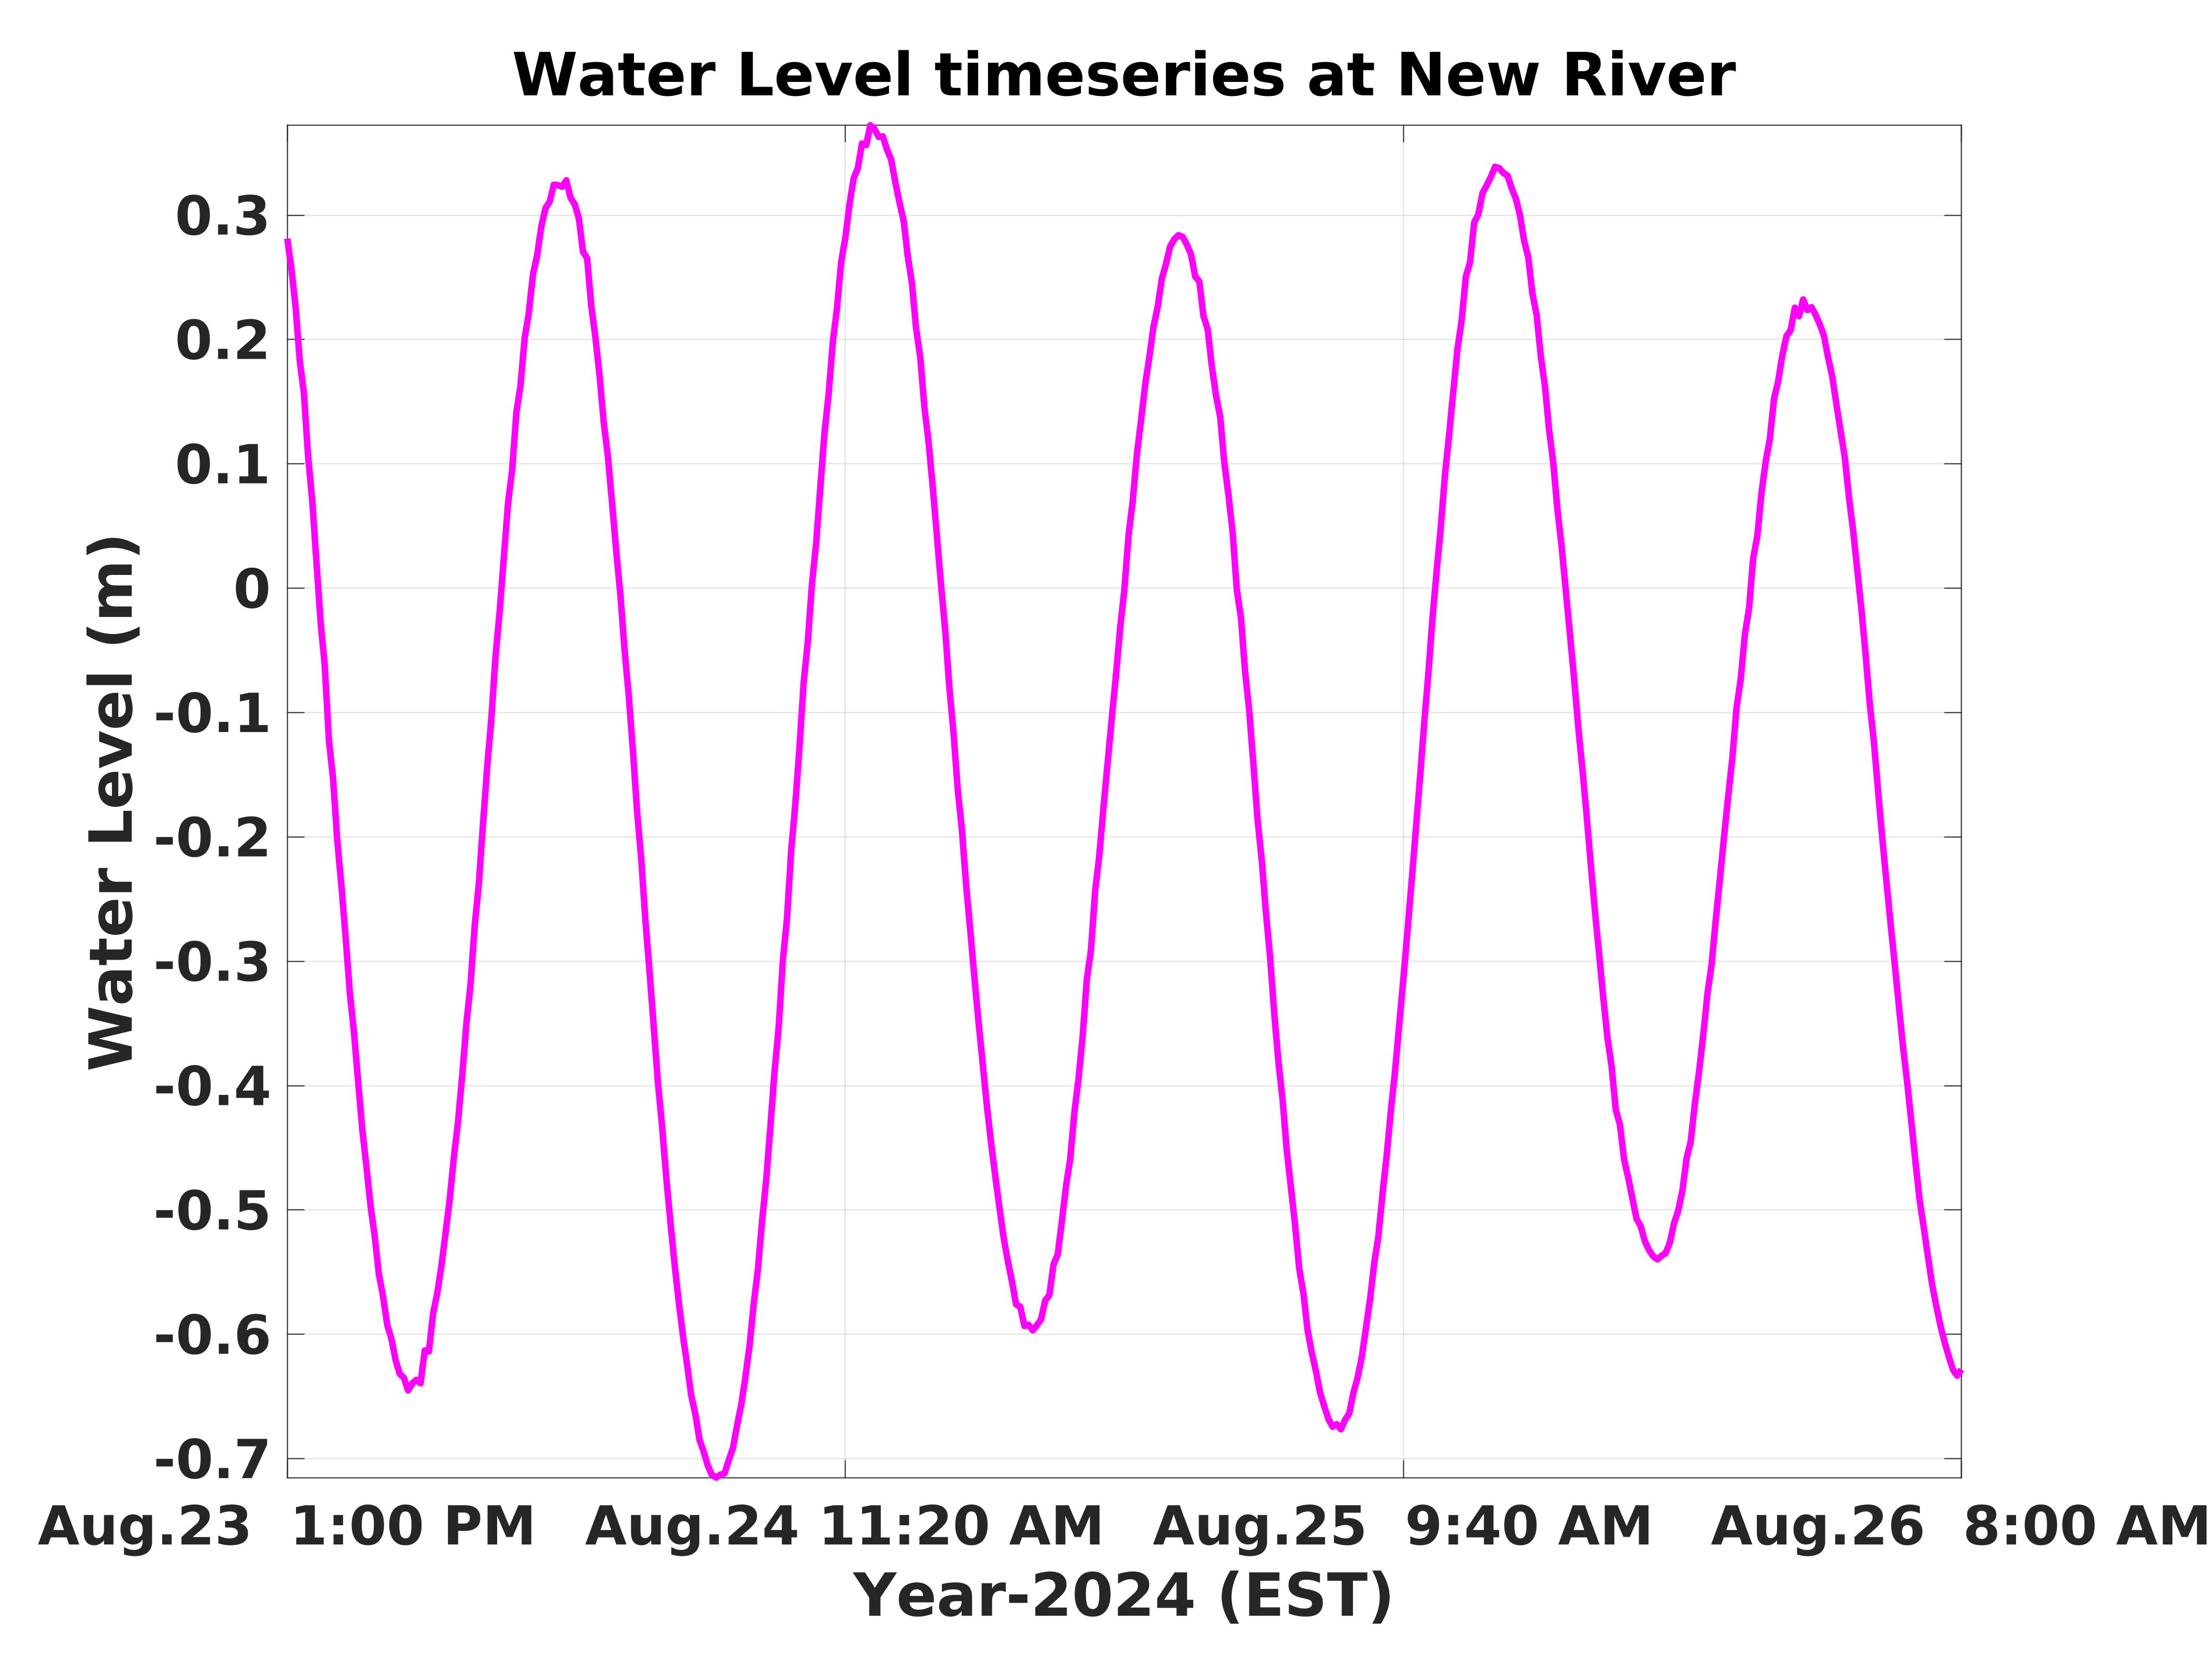 Water Level timeseries at New River
Water Level (m)
0.3
0.2
0.1
0
-0.1
-0.2
-0.3
-0.4
-0.5
-0.6
-0.7
Aug.23  1:00 PM Aug.24 11:20 AM Aug.25  9:40 AM Aug.26  8:00 AM
Year-2024 (EST)